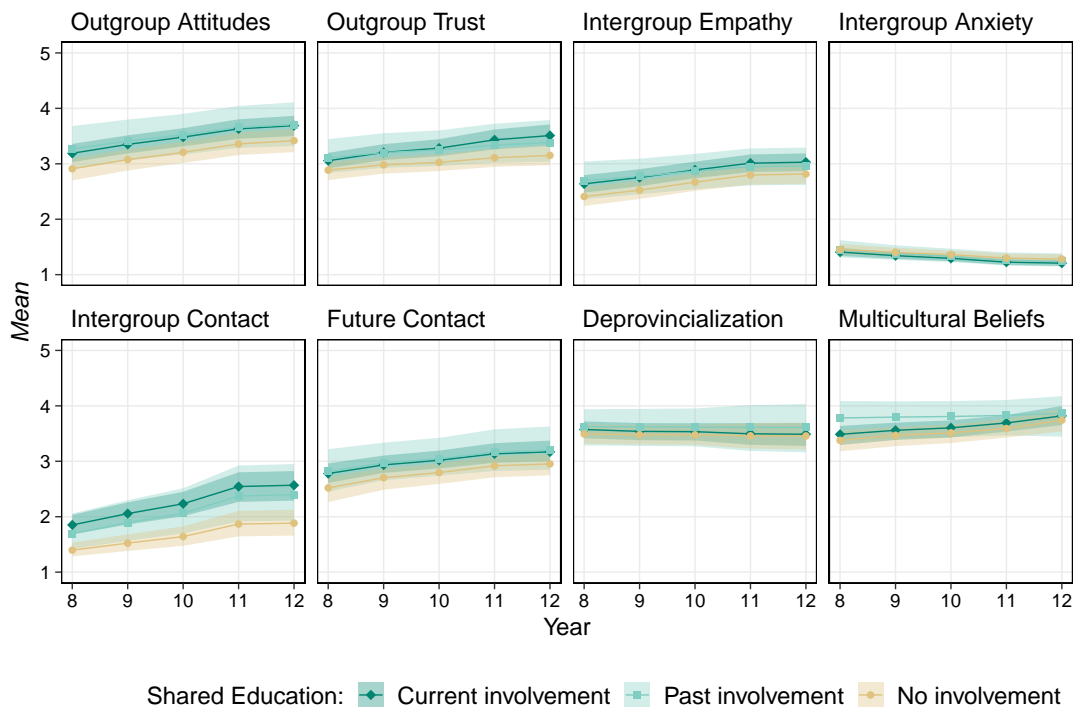 Outgroup Attitudes
Outgroup Trust
Intergroup Empathy
Intergroup Anxiety
5
4
3
2
1
Mean
Intergroup Contact
Future Contact
Deprovincialization
Multicultural Beliefs
5
4
3
2
1
8 9 10 11 12
8 9 10 11 12
8 9 10 11 12
8 9 10 11 12
Year
Shared Education: Current involvement Past involvement No involvement